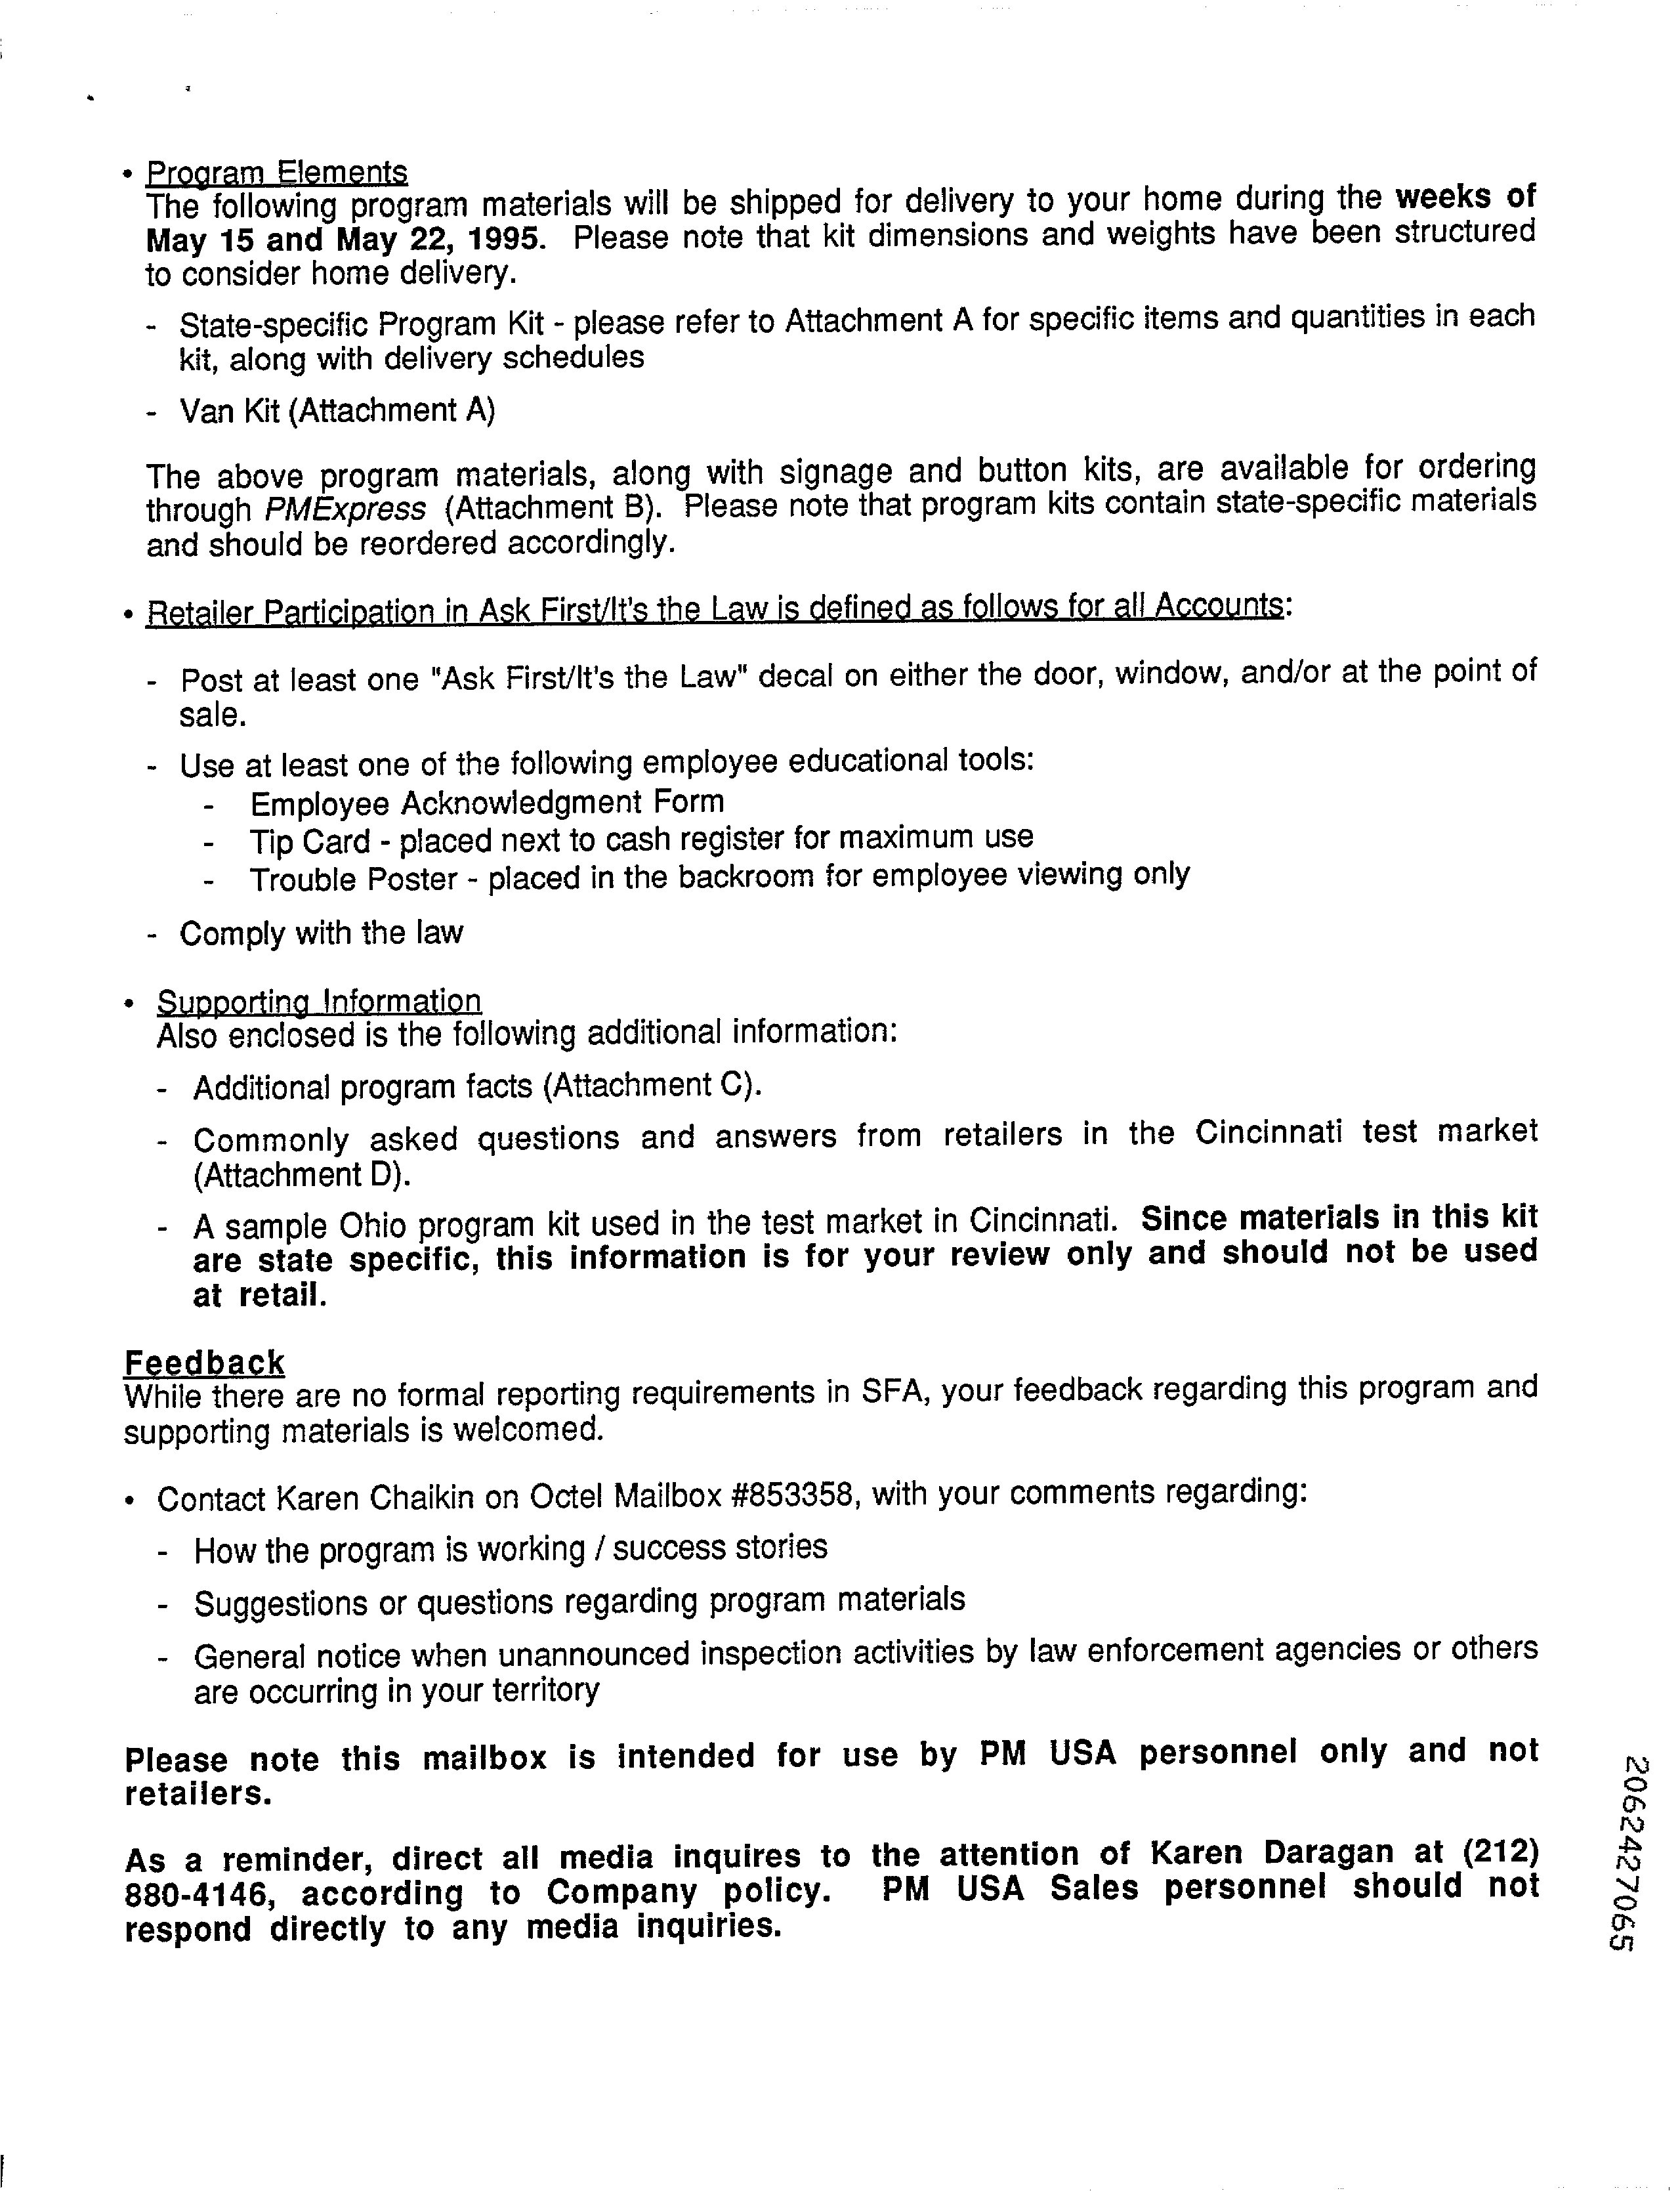 • Program Elements
The following program materials will be shipped for delivery to your home during the weeks of
May 15 and May 22, 1995. Please note that kit dimensions and weights have been structured
to consider home delivery.
- State-specific Program Kit - please refer to Attachment A for specific items and quantities in each
kit, along with delivery schedules
- Van Kit (Attachment A)
The above program materials, along with signage and button kits, are available for ordering
through PMExpress (Attachment B). Please note that program kits contain state-specific materials
and should be reordered accordingly.
• Retailer Participation in Ask First/It's the Law is defined as follows for all Accounts:
- Post at least one "Ask First/It's the Law" decal on either the door, window, and/or at the point of
sale.
- Use at least one of the following employee educational tools:
- Employee Acknowledgment Form
- Tip Card - placed next to cash register for maximum use
- Trouble Poster - placed in the backroom for employee viewing only
- Comply with the law
• Supporting Information
Also enclosed is the following additional information:
- Additional program facts (Attachment C).
- Commonly asked questions and answers from retailers in the Cincinnati test market
(Attachment D).
- A sample Ohio program kit used in the test market in Cincinnati. Since materials in this kit
are state specific, this information is for your review only and should not be used
at retail.
Feedback
While there are no formal reporting requirements in SFA, your feedback regarding this program and
supporting materials is welcomed.
• Contact Karen Chaikin on Octel Mailbox #853358, with your comments regarding:
- How the program is working / success stories
- Suggestions or questions regarding program materials
- General notice when unannounced inspection activities by law enforcement agencies or others
are occurring in your territory
Please note this mailbox is intended for use by PM USA personnel only and not
retailers.
As a reminder, direct all media inquires to the attention of Karen Daragan at (212)
880-4146, according to Company policy. PM USA Sales personnel should not
respond directly to any media inquiries.
2062427065